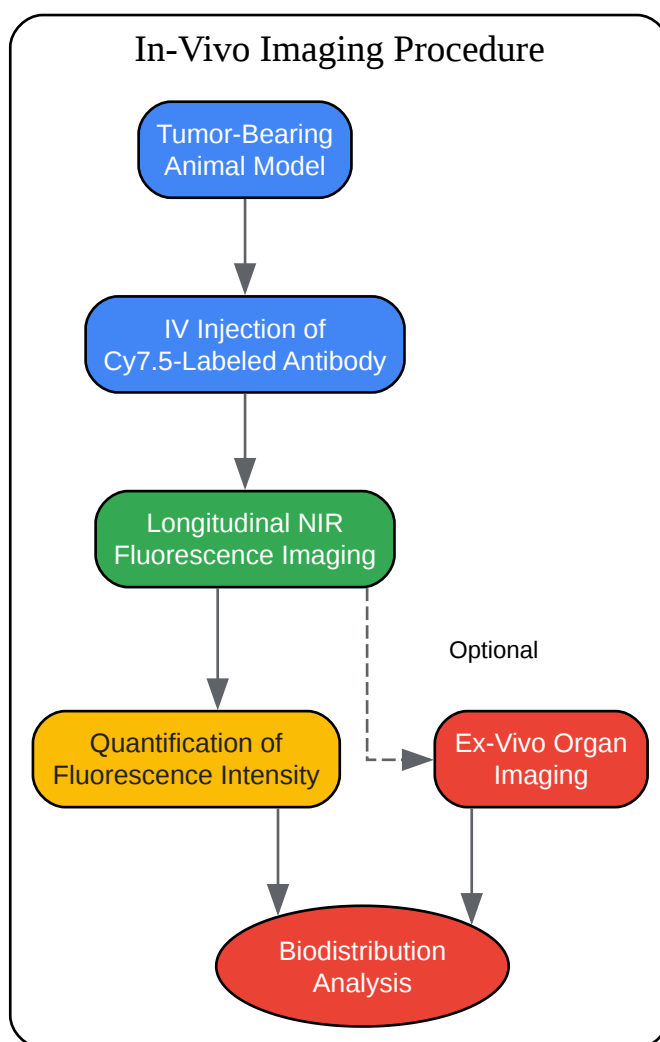 In-Vivo Imaging Procedure
Tumor-Bearing
Animal Model
IV Injection of
Cy7.5-Labeled Antibody
Longitudinal NIR
Fluorescence Imaging
Optional
Quantification of
Fluorescence Intensity
Ex-Vivo Organ
Imaging
Biodistribution
Analysis